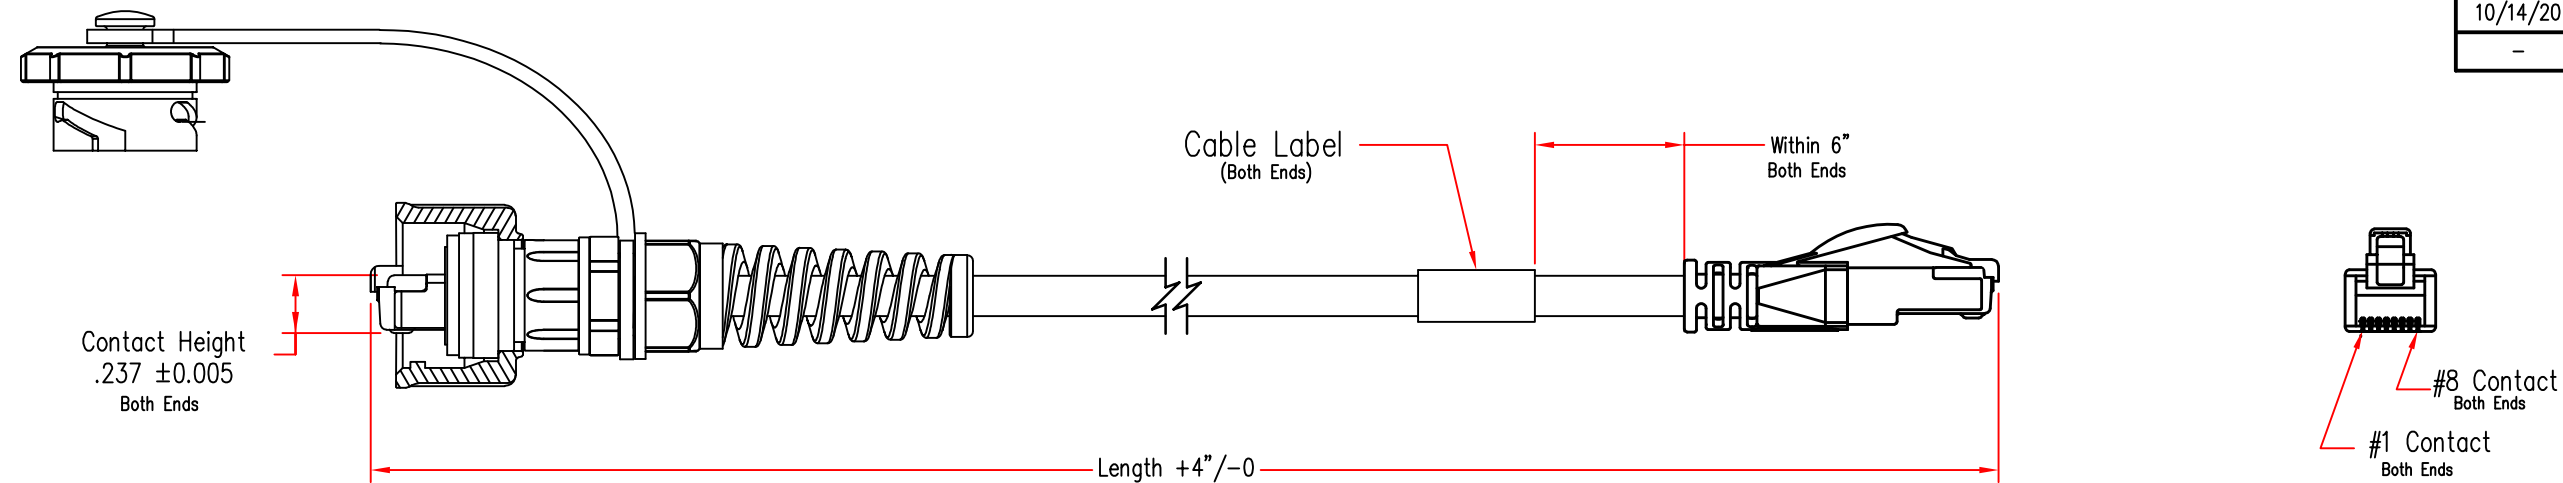 10/14/20
-
Cable Label
(Both Ends)
Within 6"
Both Ends
Contact Height
.237 ±0.005
Both Ends
#8 Contact
Both Ends
#1 Contact
Both Ends
Length +4"/-0